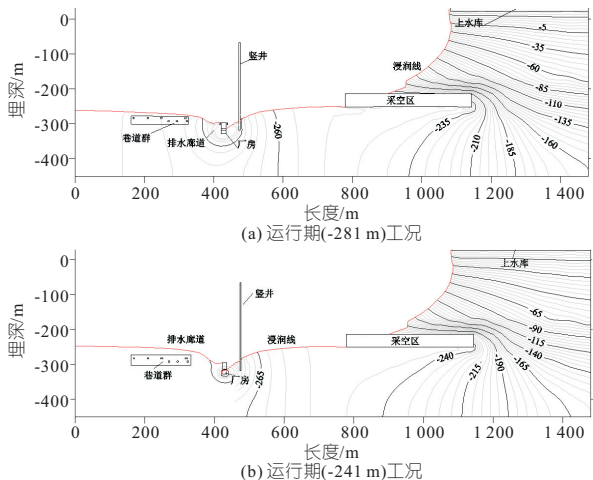 0
-100
-200
-300
-400
埋深/m
上水库
-5
-35
-60
-85
-110
-135
-160
-185
-210
-235
-260
竖井
浸润线
采空区
巷道群
排水廊道
厂房
0 200 400 600 800 1 000 1 200 1 400
长度/m
(a) 运行期(-281 m)工况
0
-100
-200
-300
-400
埋深/m
上水库
-65
-90
-115
-140
-165
-190
-215
-240
-265
竖井
排水廊道
浸润线
采空区
巷道群
厂房
0 200 400 600 800 1 000 1 200 1 400
长度/m
(b) 运行期(-241 m)工况